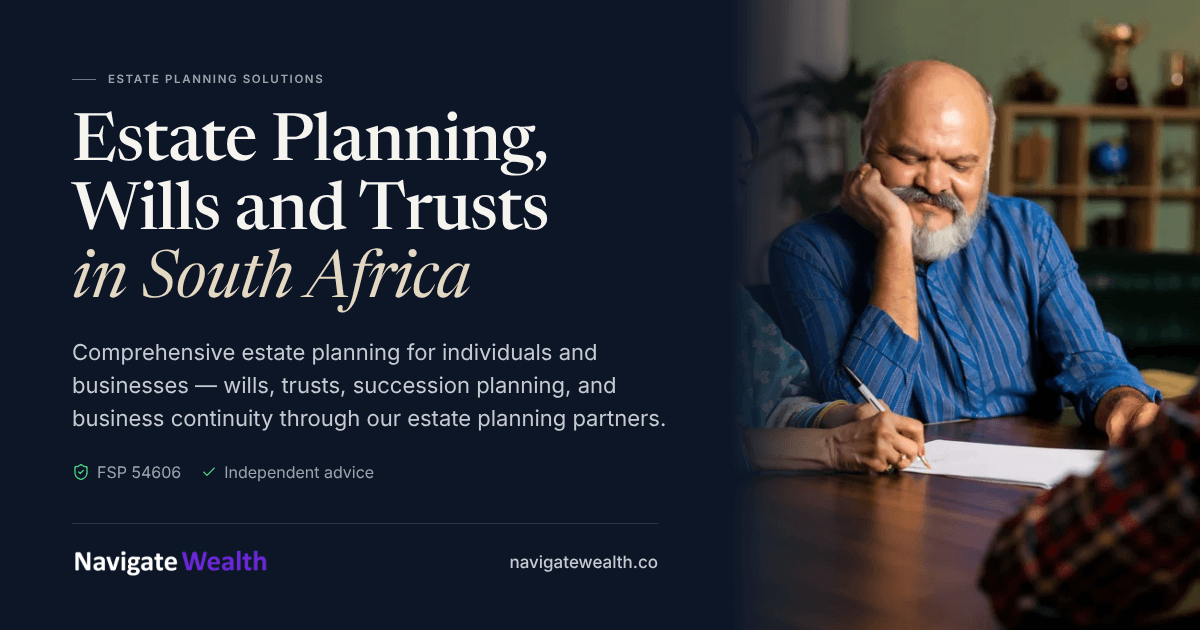 ESTATE PLANNING SOLUTIONS
Estate Planning,
Wills and Trusts
in South Africa
Comprehensive estate planning for individuals and
businesses — wills, trusts, succession planning, and
business continuity through our estate planning partners.
FSP 54606 Independent advice
Navigate Wealth navigatewealth.co